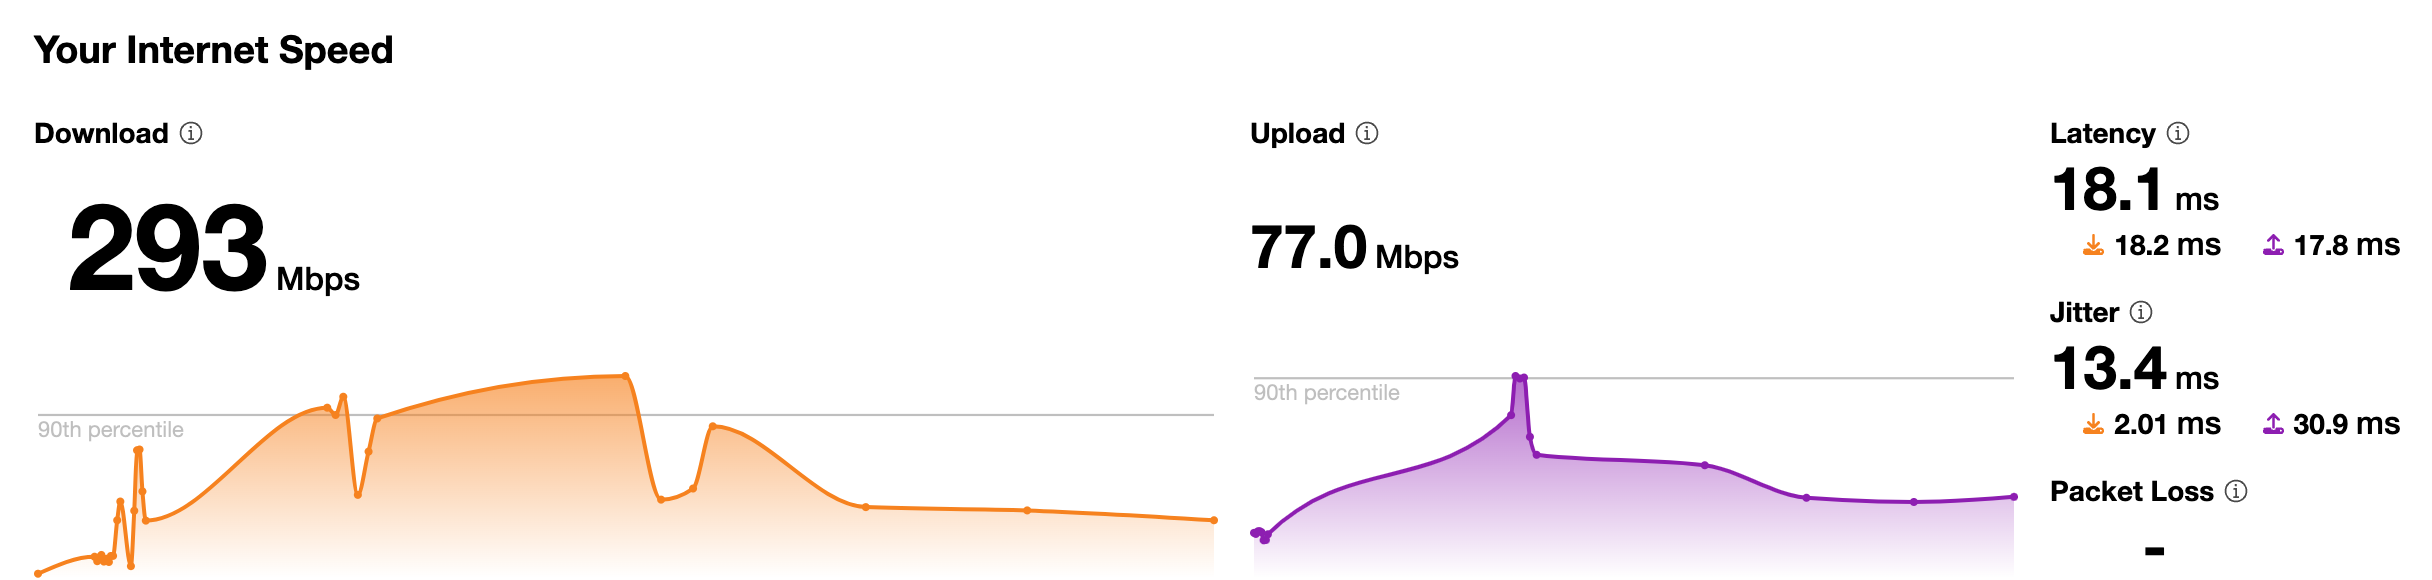 Your Internet Speed
Download
293 Mbps
90th percentile
Upload
77.0 Mbps
90th percentile
Latency
18.1 ms
18.2 ms 17.8 ms
Jitter
13.4 ms
2.01 ms 30.9 ms
Packet Loss
-